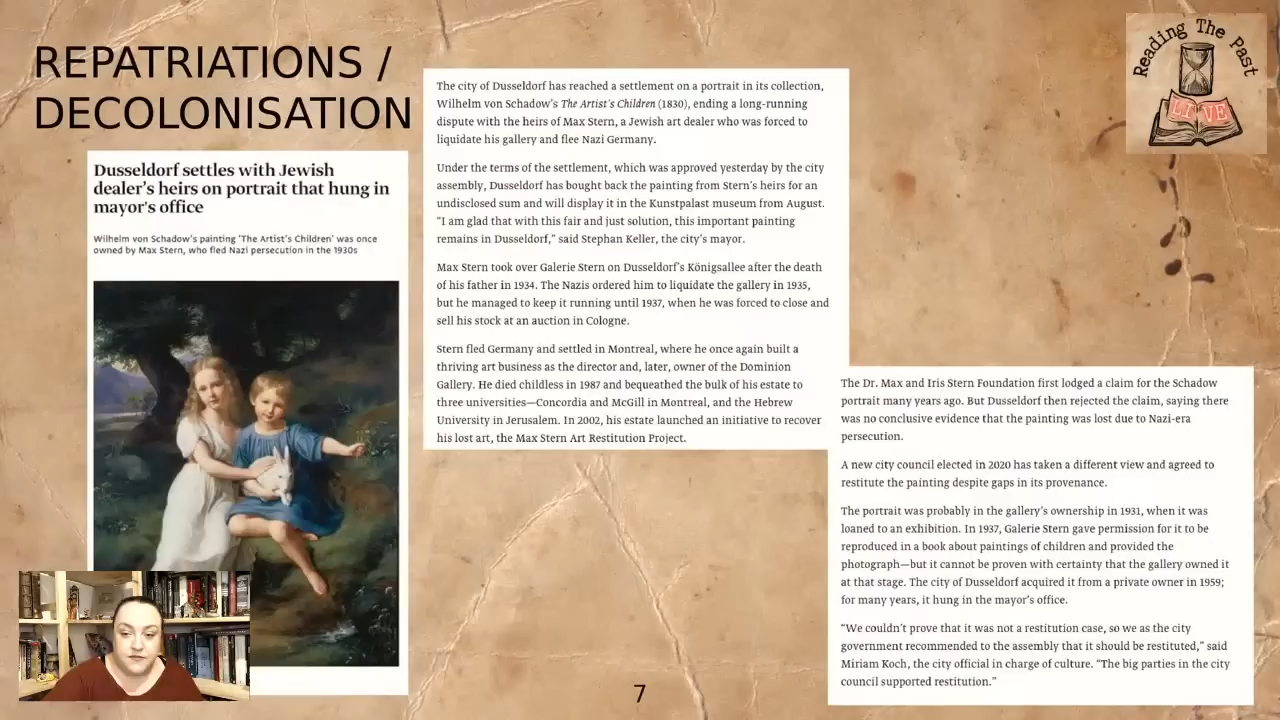 REPATRIATIONS /
DECOLONISATION
Dusseldorf settles with Jewish
dealer's heirs on portrait that hung in
mayor's office
Wilhelm von Schadow's painting 'The Artist's Children' was once
owned by Max Stern, who fled Nazi persecution in the 1930s
The city of Dusseldorf has reached a settlement on a portrait in its collection,
Wilhelm von Schadow's The Artist's Children (1830), ending a long-running
dispute with the heirs of Max Stern, a Jewish art dealer who was forced to
liquidate his gallery and flee Nazi Germany.
Under the terms of the settlement, which was approved yesterday by the city
assembly, Dusseldorf has bought back the painting from Stern's heirs for an
undisclosed sum and will display it in the Kunstpalast museum from August.
“I am glad that with this fair and just solution, this important painting
remains in Dusseldorf,” said Stephan Keller, the city's mayor.
Max Stern took over Galerie Stern on Dusseldorf's Königsallee after the death
of his father in 1934. The Nazis ordered him to liquidate the gallery in 1935,
but he managed to keep it running until 1937, when he was forced to close and
sell his stock at an auction in Cologne.
Stern fled Germany and settled in Montreal, where he once again built a
thriving art business as the director and, later, owner of the Dominion
Gallery. He died childless in 1987 and bequeathed the bulk of his estate to
three universities—Concordia and McGill in Montreal, and the Hebrew
University in Jerusalem. In 2002, his estate launched an initiative to recover
his lost art, the Max Stern Art Restitution Project.
Reading The Past
LIVE
The Dr. Max and Iris Stern Foundation first lodged a claim for the Schadow
portrait many years ago. But Dusseldorf then rejected the claim, saying there
was no conclusive evidence that the painting was lost due to Nazi-era
persecution.
A new city council elected in 2020 has taken a different view and agreed to
restitute the painting despite gaps in its provenance.
The portrait was probably in the gallery's ownership in 1931, when it was
loaned to an exhibition. In 1937, Galerie Stern gave permission for it to be
reproduced in a book about paintings of children and provided the
photograph—but it cannot be proven with certainty that the gallery owned it
at that stage. The city of Dusseldorf acquired it from a private owner in 1959;
for many years, it hung in the mayor's office.
“We couldn't prove that it was not a restitution case, so we as the city
government recommended to the assembly that it should be restituted,” said
Miriam Koch, the city official in charge of culture. “The big parties in the city
council supported restitution.”
7